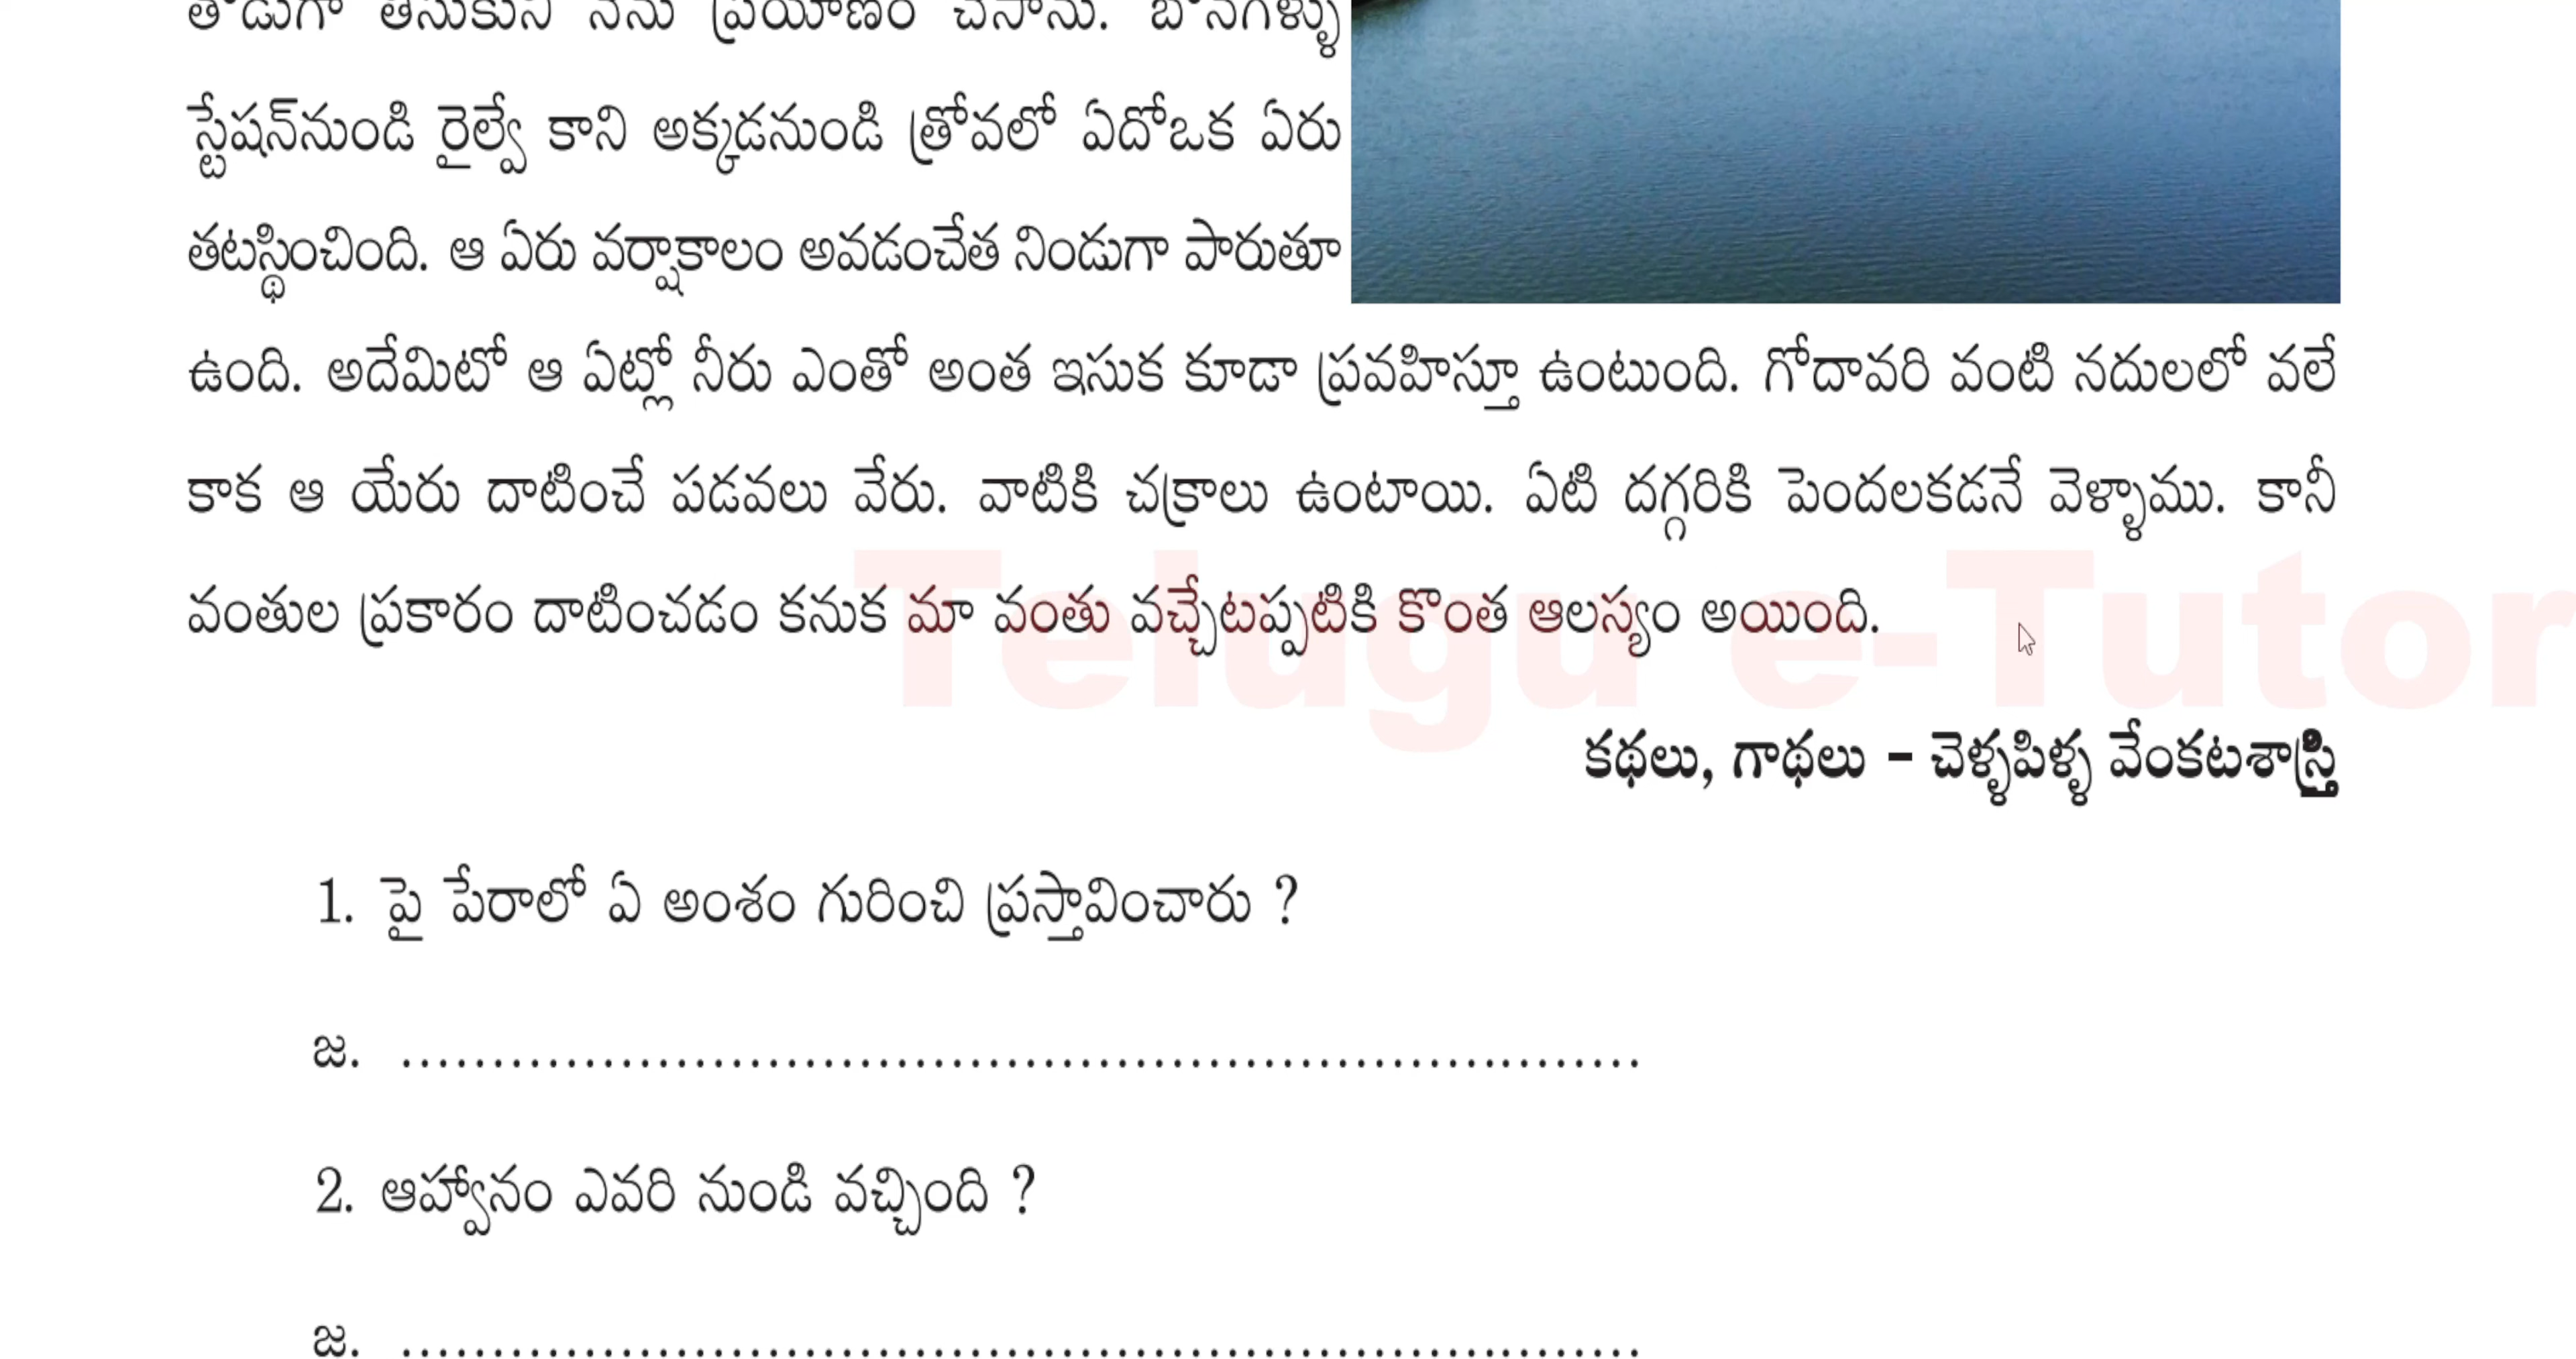 తోడుగా తీసుకుని నేను ప్రయాణం చేసాను. బోనగళ్ళు
స్టేషన్‌నుండి రైల్వే కాని అక్కడనుండి త్రోవలో ఏదోఒక ఏరు
తటస్థించింది. ఆ ఏరు వర్షాకాలం అవడంచేత నిండుగా పారుతూ
ఉంది. అదేమిటో ఆ ఏట్లో నీరు ఎంతో అంత ఇసుక కూడా ప్రవహిస్తూ ఉంటుంది. గోదావరి వంటి నదులలో వలే
కాక ఆ యేరు దాటించే పడవలు వేరు. వాటికి చక్రాలు ఉంటాయి. ఏటి దగ్గరికి పెందలకడనే వెళ్ళాము. కానీ
వంతుల ప్రకారం దాటించడం కనుక మా వంతు వచ్చేటప్పటికి కొంత ఆలస్యం అయింది.
Telugu e-Tutor
కథలు, గాథలు - చెళ్ళపిళ్ళ వేంకటశాస్త్రి
1. పై పేరాలో ఏ అంశం గురించి ప్రస్తావించారు ?
జ. ....................................................................
2. ఆహ్వానం ఎవరి నుండి వచ్చింది ?
జ. ....................................................................